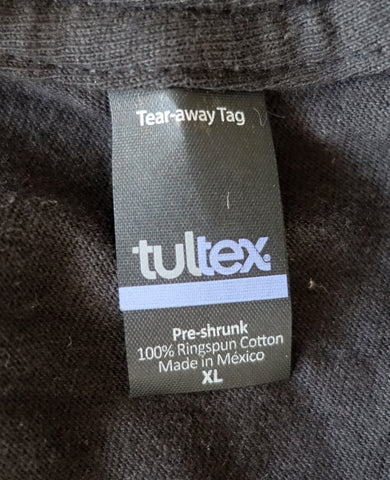 Tear-away Tag
tultex
Pre-shrunk
100% Ringspun Cotton
Made in México
XL